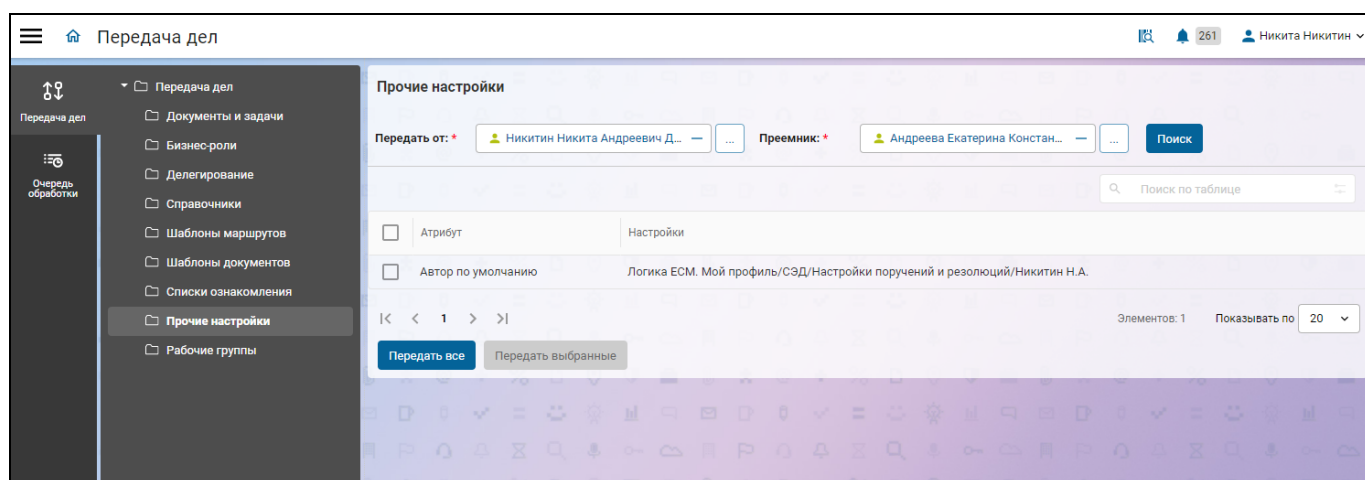 Передача дел
261
Никита Никитин
Передача дел
Очередь
обработки
Передача дел
Документы и задачи
Бизнес-роли
Делегирование
Справочники
Шаблоны маршрутов
Шаблоны документов
Списки ознакомления
Прочие настройки
Рабочие группы
Прочие настройки
Передать от: * Никитин Никита Андреевич Д... ... Преемник: * Андреева Екатерина Констан... ... Поиск
Поиск по таблице
Атрибут Настройки
Автор по умолчанию Логика ЕСМ. Мой профиль/СЭД/Настройки поручений и резолюций/Никитин Н.А.
1 Элементов: 1 Показывать по 20
Передать все Передать выбранные